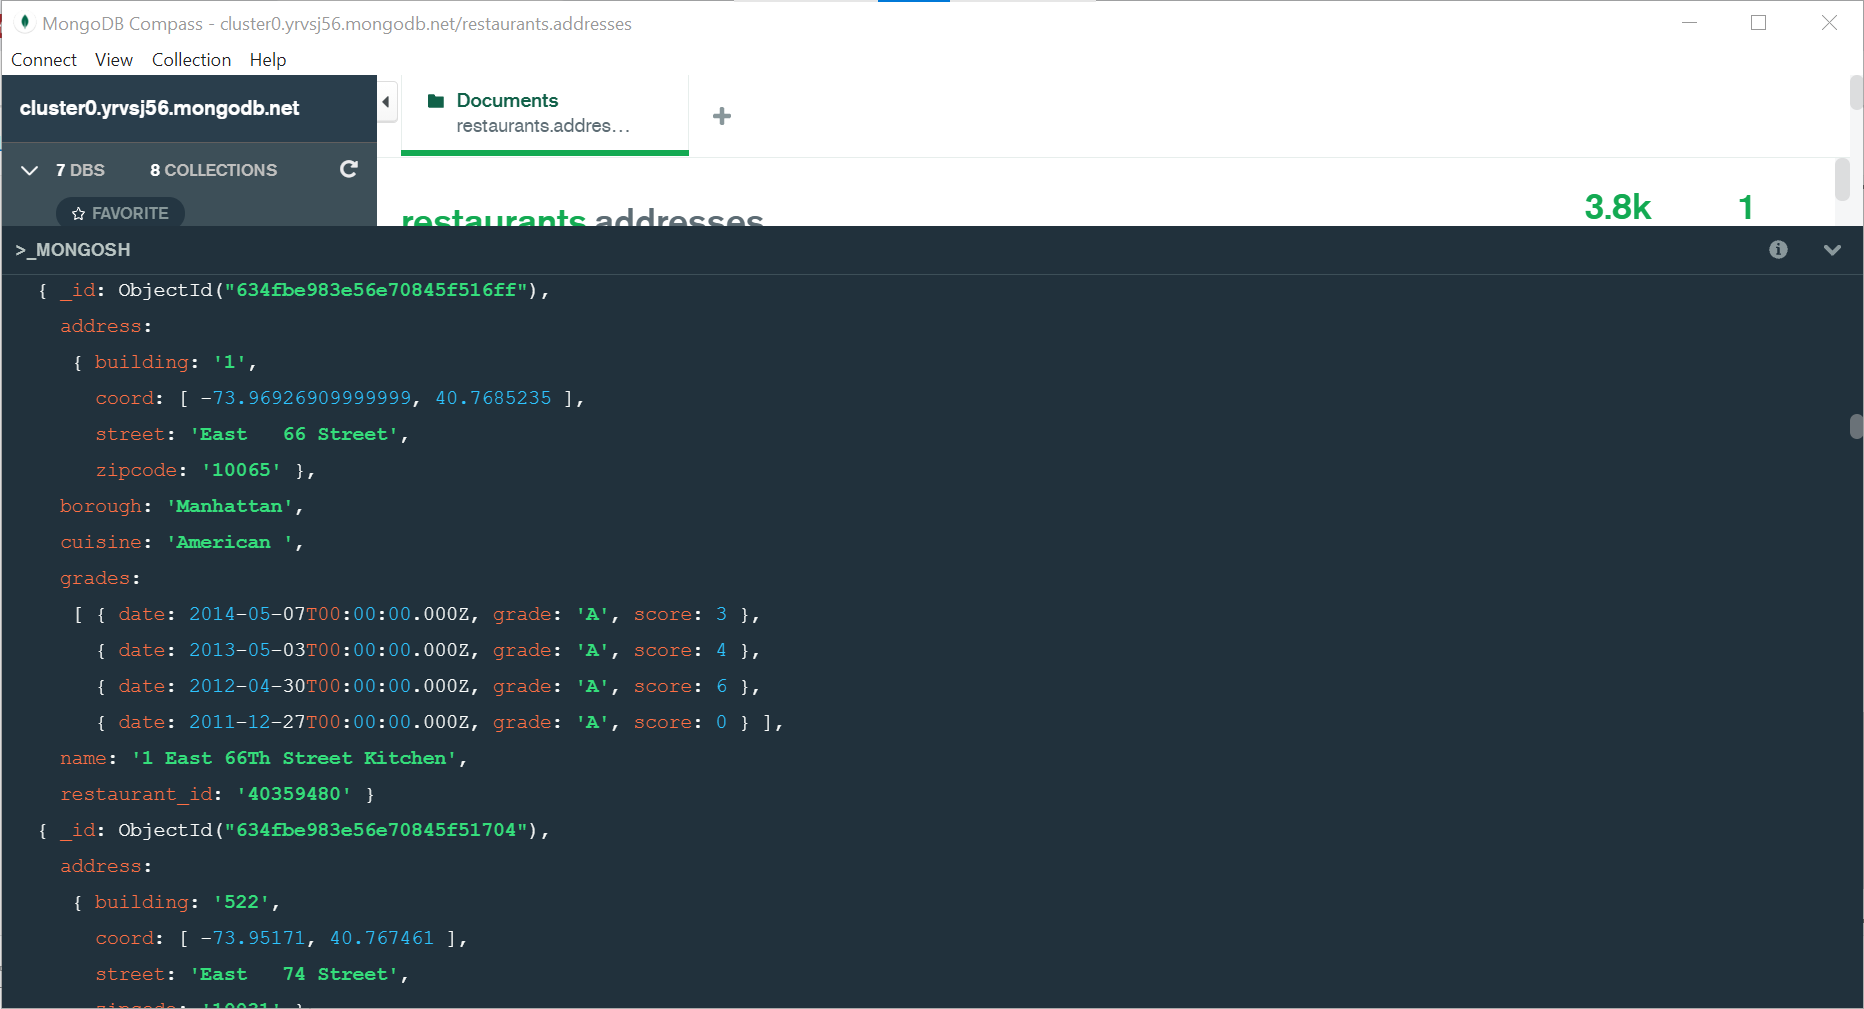 MongoDB Compass - cluster0.yrvsj56.mongodb.net/restaurants.addresses
Connect View Collection Help
cluster0.yrvsj56.mongodb.net
Documents
restaurants.addres...
7 DBS 8 COLLECTIONS
FAVORITE
restaurants.addresses
3.8k 1
>_MONGOSH
{ _id: ObjectId("634fbe983e56e70845f516ff"),
address:
{ building: '1',
coord: [ -73.96926909999999, 40.7685235 ],
street: 'East   66 Street',
zipcode: '10065' },
borough: 'Manhattan',
cuisine: 'American ',
grades:
[ { date: 2014-05-07T00:00:00.000Z, grade: 'A', score: 3 },
{ date: 2013-05-03T00:00:00.000Z, grade: 'A', score: 4 },
{ date: 2012-04-30T00:00:00.000Z, grade: 'A', score: 6 },
{ date: 2011-12-27T00:00:00.000Z, grade: 'A', score: 0 } ],
name: '1 East 66Th Street Kitchen',
restaurant_id: '40359480' }
{ _id: ObjectId("634fbe983e56e70845f51704"),
address:
{ building: '522',
coord: [ -73.95171, 40.767461 ],
street: 'East   74 Street',
zipcode: '10021' }